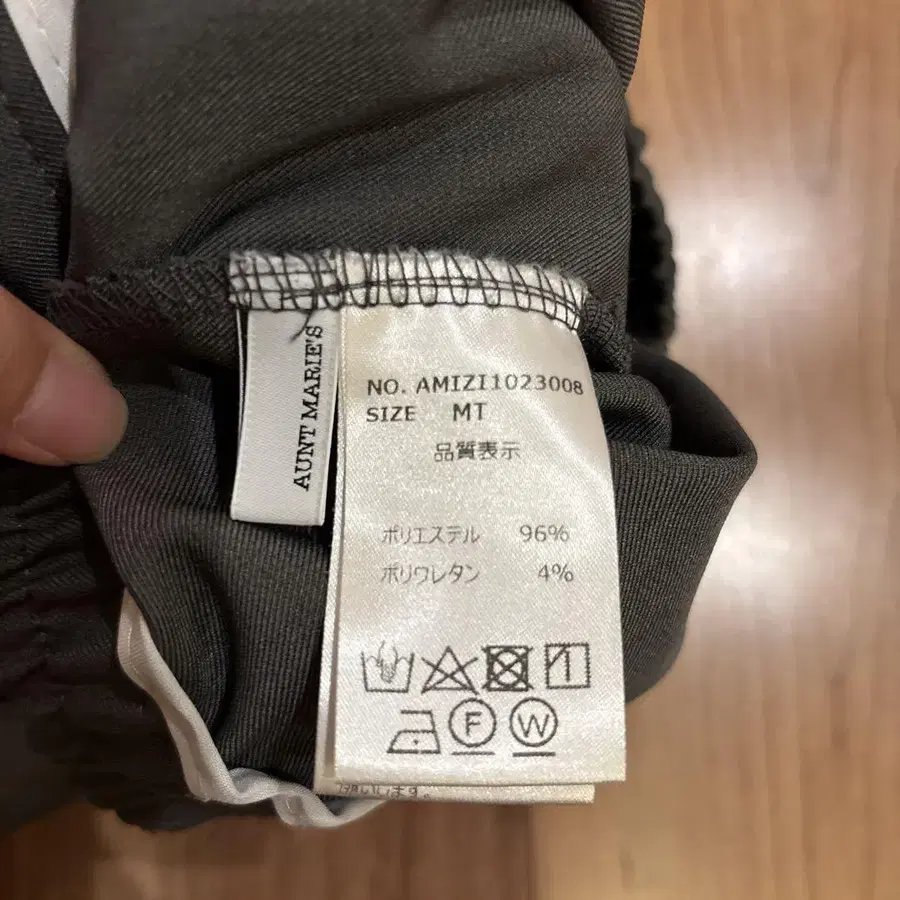 AUNT MARIE'S
NO. AMIZI1023008
SIZE MT
品質表示
ポリエステル 96%
ポリウレタン 4%
F
W